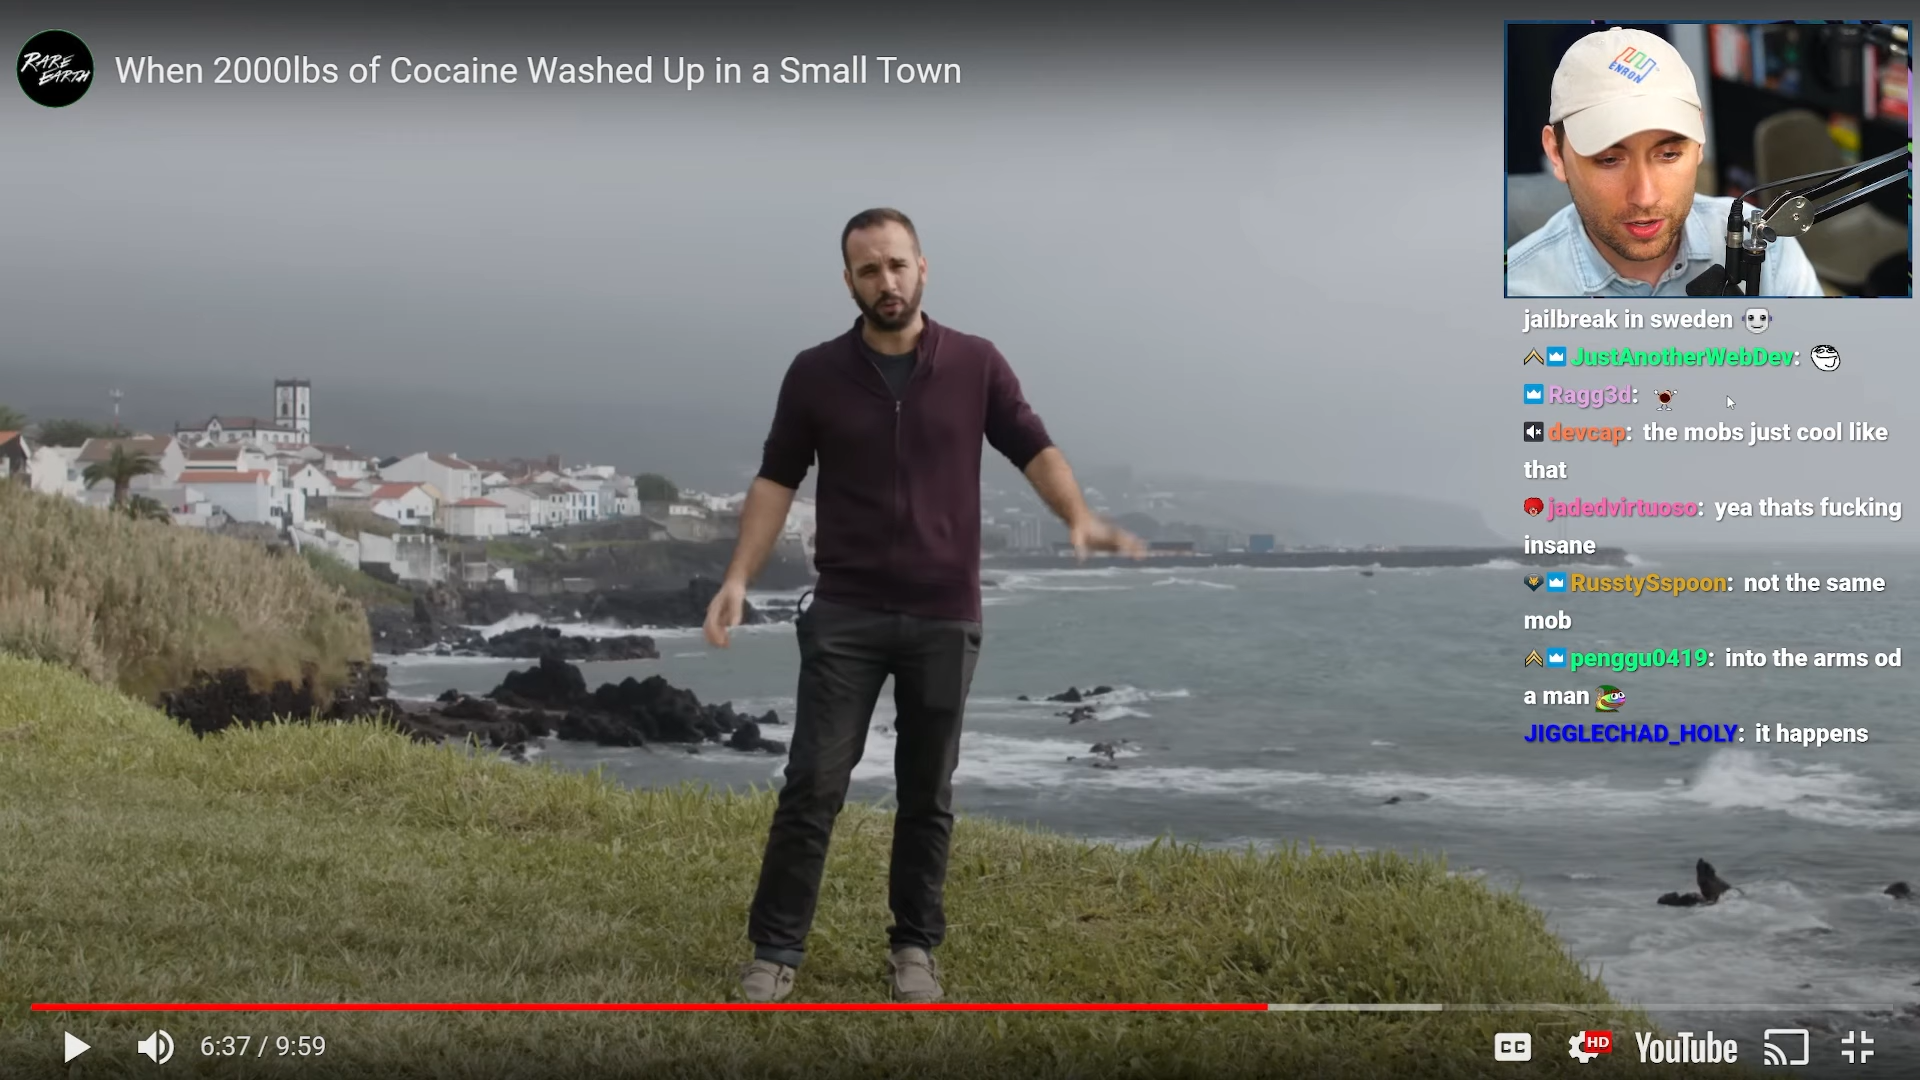 RARE
EARTH
When 2000lbs of Cocaine Washed Up in a Small Town
ENRON
jailbreak in sweden
JustAnotherWebDev:
Ragg3d:
devcap: the mobs just cool like
that
jadedvirtuoso: yea thats fucking
insane
RusstySspoon: not the same
mob
penggu0419: into the arms od
a man
JIGGLECHAD_HOLY: it happens
6:37 / 9:59
CC
HD
YouTube